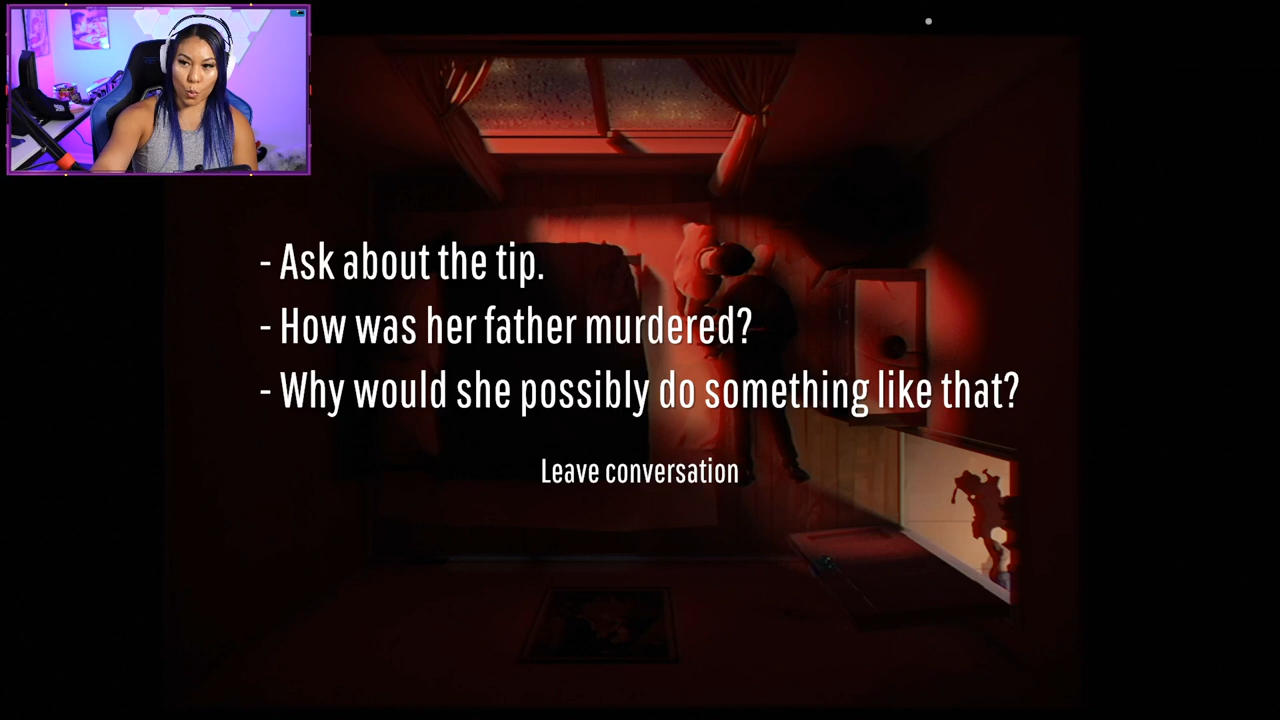 - Ask about the tip.
- How was her father murdered?
- Why would she possibly do something like that?
Leave conversation